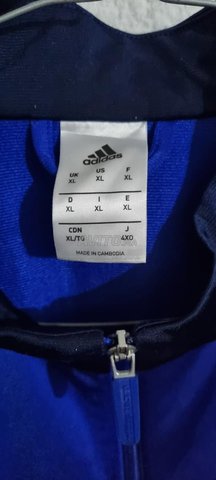 adidas
UK US F
XL XL XL
D I E
XL XL XL
CDN J
XL/TG 4XO
MADE IN CAMBODIA